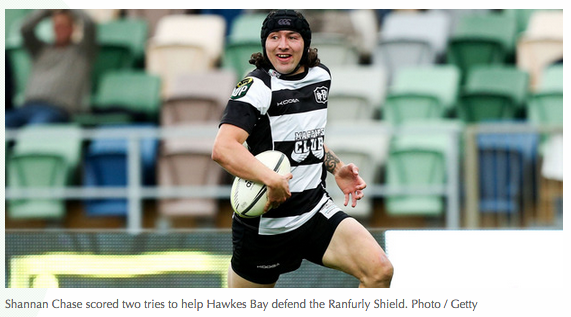 KOOGA
MAGPIES
CLUB
KOOGA
Shannan Chase scored two tries to help Hawkes Bay defend the Ranfurly Shield. Photo / Getty